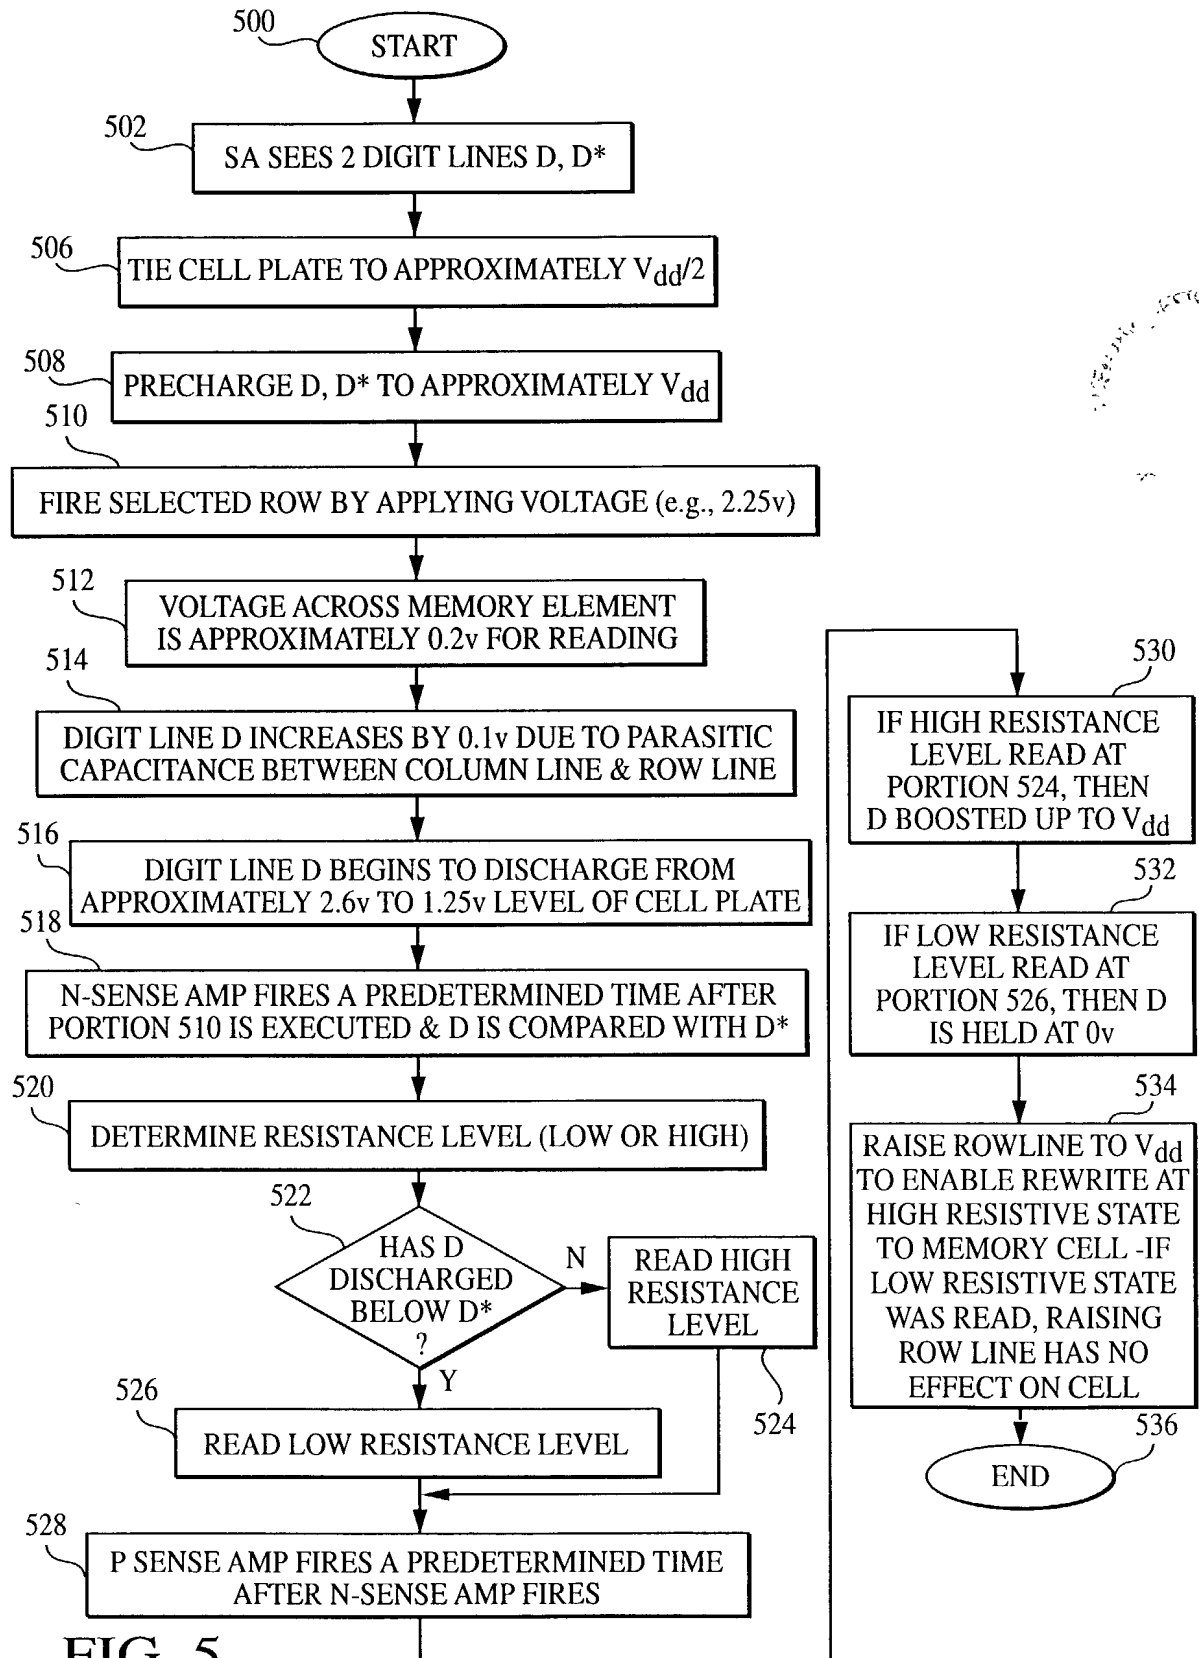 500
START
502
SA SEES 2 DIGIT LINES D, D*
506
TIE CELL PLATE TO APPROXIMATELY Vdd/2
508
PRECHARGE D, D* TO APPROXIMATELY Vdd
510
FIRE SELECTED ROW BY APPLYING VOLTAGE (e.g., 2.25v)
512
VOLTAGE ACROSS MEMORY ELEMENT
IS APPROXIMATELY 0.2v FOR READING
514
DIGIT LINE D INCREASES BY 0.1v DUE TO PARASITIC
CAPACITANCE BETWEEN COLUMN LINE & ROW LINE
516
DIGIT LINE D BEGINS TO DISCHARGE FROM
APPROXIMATELY 2.6v TO 1.25v LEVEL OF CELL PLATE
518
N-SENSE AMP FIRES A PREDETERMINED TIME AFTER
PORTION 510 IS EXECUTED & D IS COMPARED WITH D*
520
DETERMINE RESISTANCE LEVEL (LOW OR HIGH)
522
HAS D
DISCHARGED
BELOW D*
?
N
Y
READ HIGH
RESISTANCE
LEVEL
524
526
READ LOW RESISTANCE LEVEL
528
P SENSE AMP FIRES A PREDETERMINED TIME
AFTER N-SENSE AMP FIRES
530
IF HIGH RESISTANCE
LEVEL READ AT
PORTION 524, THEN
D BOOSTED UP TO Vdd
532
IF LOW RESISTANCE
LEVEL READ AT
PORTION 526, THEN D
IS HELD AT 0v
534
RAISE ROWLINE TO Vdd
TO ENABLE REWRITE AT
HIGH RESISTIVE STATE
TO MEMORY CELL -IF
LOW RESISTIVE STATE
WAS READ, RAISING
ROW LINE HAS NO
EFFECT ON CELL
536
END
FIG. 5